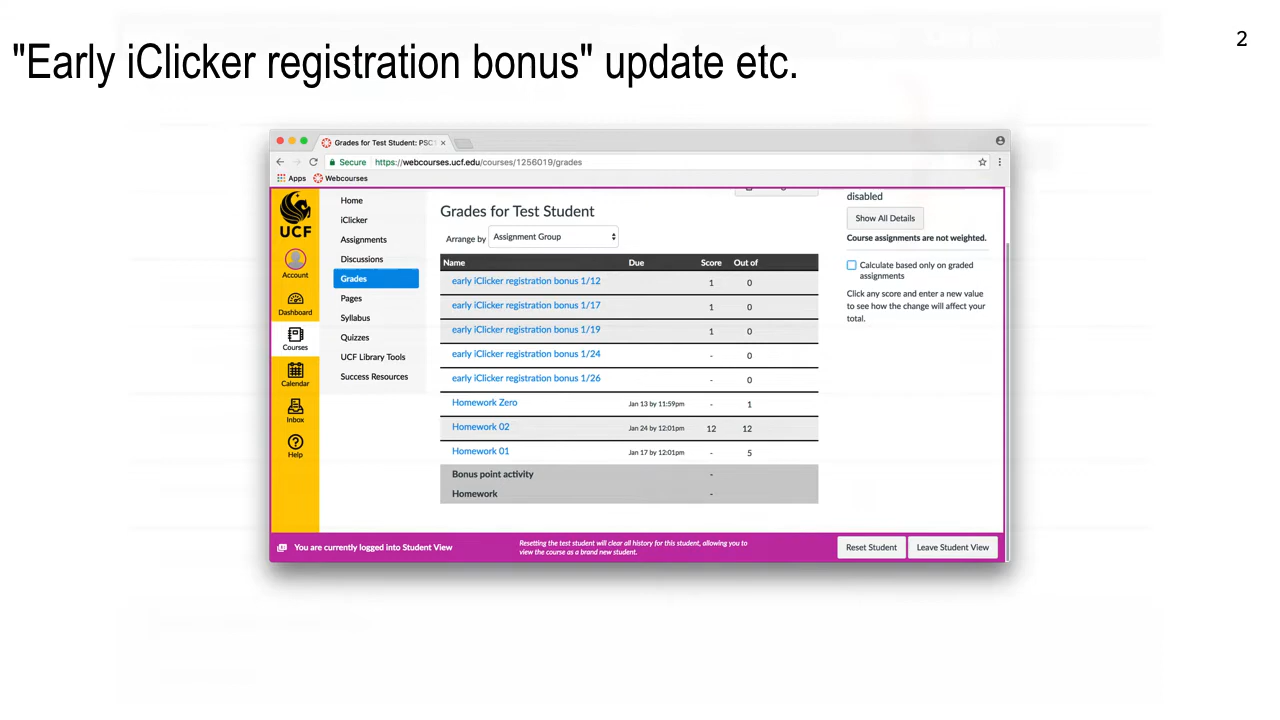 "Early iClicker registration bonus" update etc.
2
Grades for Test Student: PSC1
Secure https://webcourses.ucf.edu/courses/1256019/grades
Apps Webcourses
UCF
Account
Dashboard
Courses
Calendar
Inbox
Help
Home
iClicker
Assignments
Discussions
Grades
Pages
Syllabus
Quizzes
UCF Library Tools
Success Resources
Grades for Test Student
Arrange by Assignment Group
Name Due Score Out of
early iClicker registration bonus 1/12 1 0
early iClicker registration bonus 1/17 1 0
early iClicker registration bonus 1/19 1 0
early iClicker registration bonus 1/24 - 0
early iClicker registration bonus 1/26 - 0
Homework Zero Jan 13 by 11:59pm - 1
Homework 02 Jan 24 by 12:01pm 12 12
Homework 01 Jan 17 by 12:01pm - 5
Bonus point activity -
Homework -
disabled
Show All Details
Course assignments are not weighted.
Calculate based only on graded
assignments
Click any score and enter a new value
to see how the change will affect your
total.
You are currently logged into Student View
Resetting the test student will clear all history for this student, allowing you to
view the course as a brand new student.
Reset Student
Leave Student View